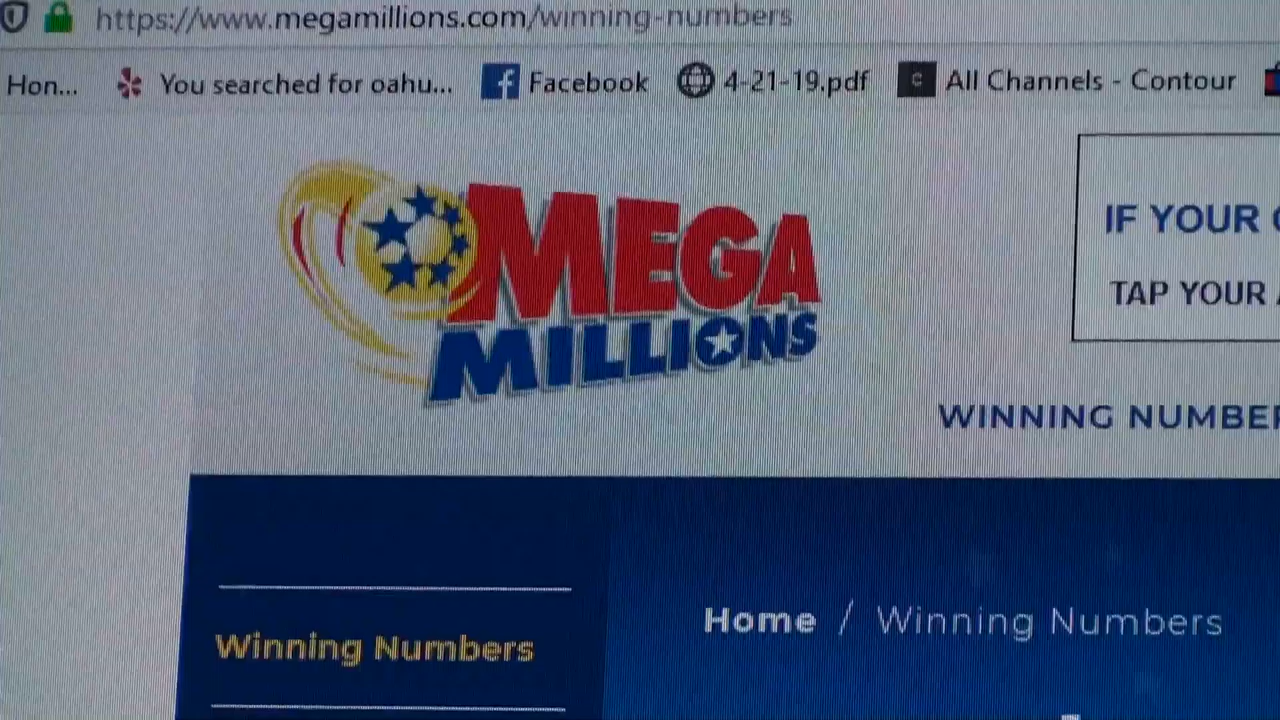 https://www.megamillions.com/winning-numbers
Hon... You searched for oahu... Facebook 4-21-19.pdf C All Channels - Contour
MEGA
MILLIONS
IF YOUR
TAP YOUR
WINNING NUMBER
Home / Winning Numbers
Winning Numbers